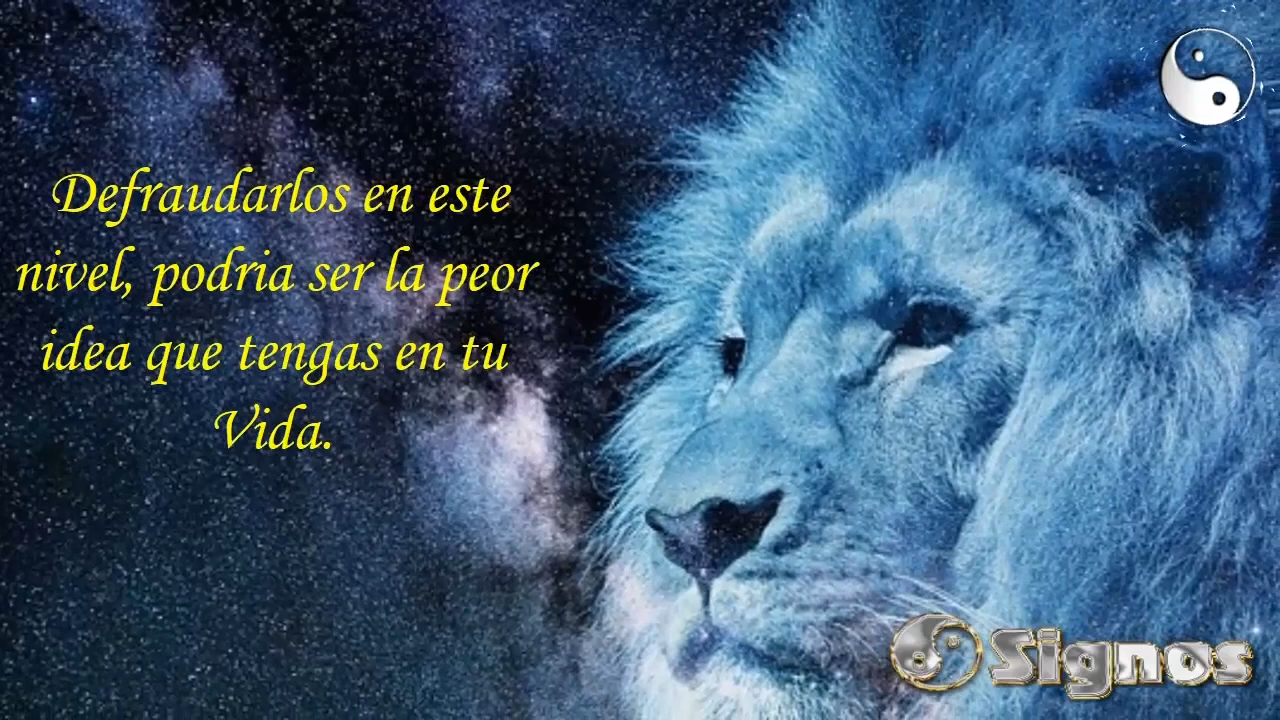 Defraudarlos en este
nivel, podria ser la peor
idea que tengas en tu
Vida.
Signos